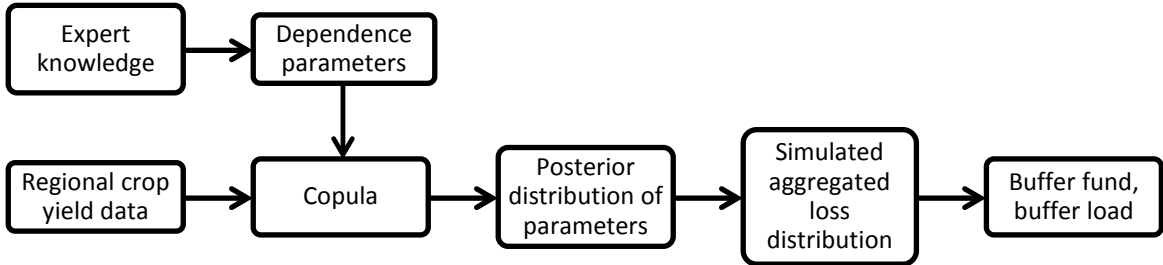 Expert
knowledge
Dependence
parameters
Regional crop
yield data
Copula
Posterior
distribution of
parameters
Simulated
aggregated
loss
distribution
Buffer fund,
buffer load